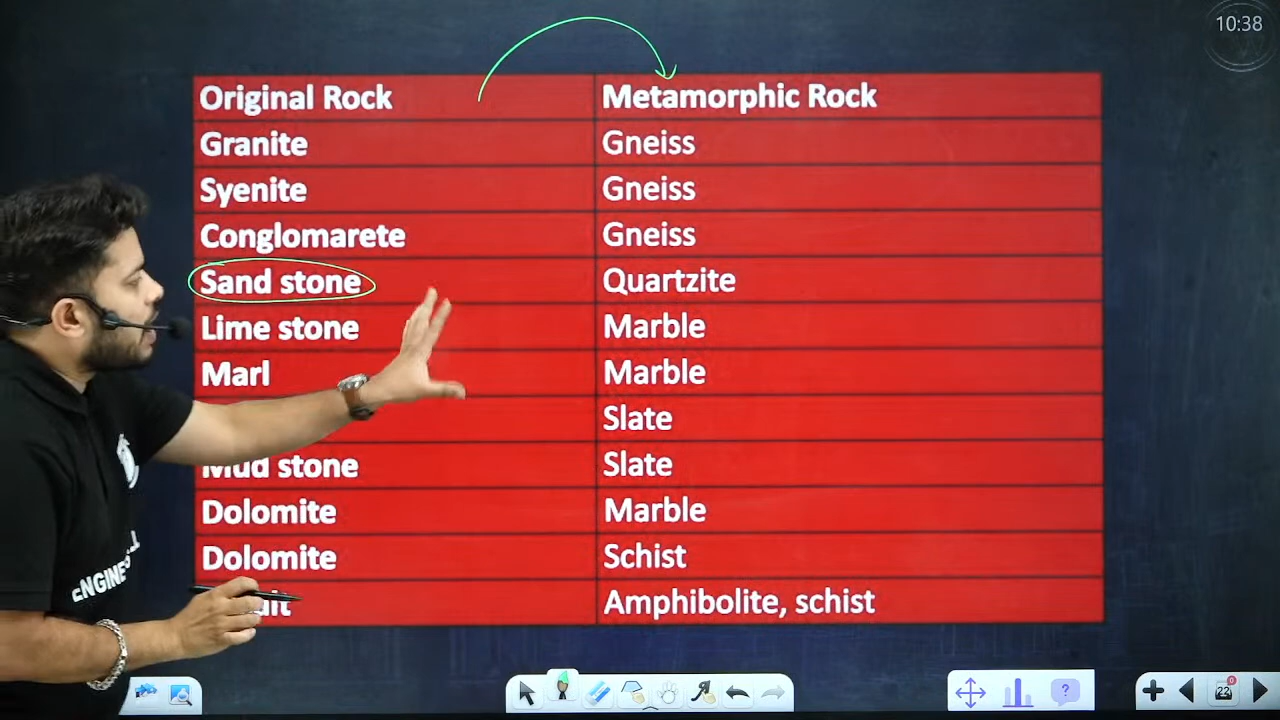 10:38
Original Rock Metamorphic Rock
Granite Gneiss
Syenite Gneiss
Conglomarete Gneiss
Sand stone Quartzite
Lime stone Marble
Marl Marble
Slate
Mud stone Slate
Dolomite Marble
Dolomite Schist
Amphibolite, schist
22